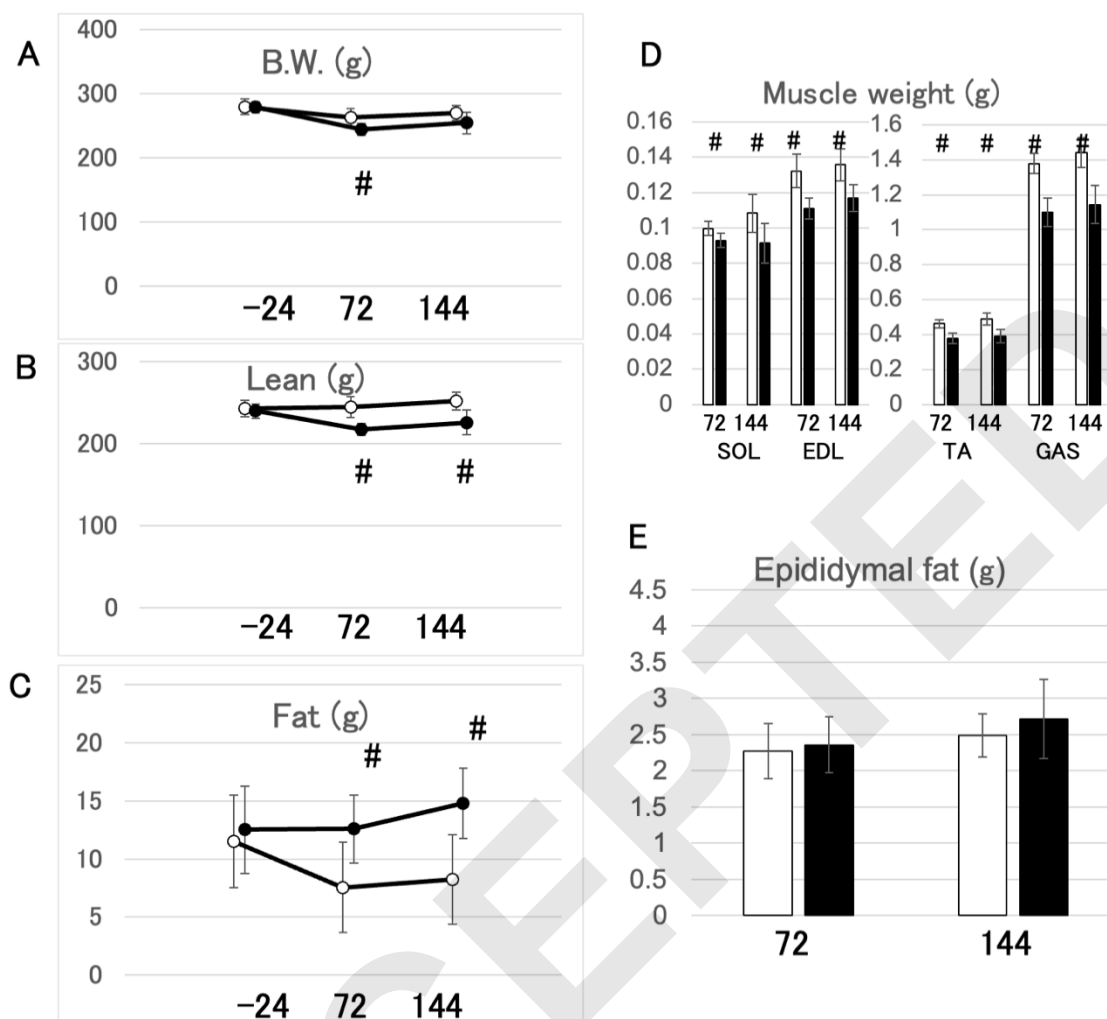 A
B.W. (g)
400
300
200
100
0
#
−24 72 144
B
Lean (g)
300
200
100
0
# #
−24 72 144
C
Fat (g)
25
20
15
10
5
0
# #
−24 72 144
D
Muscle weight (g)
0.16
0.14
0.12
0.1
0.08
0.06
0.04
0.02
0
# # # #
72 144 72 144
SOL EDL
1.6
1.4
1.2
1
0.8
0.6
0.4
0.2
0
# # # #
72 144 72 144
TA GAS
E
Epididymal fat (g)
4.5
4
3.5
3
2.5
2
1.5
1
0.5
0
72 144
CEPTED